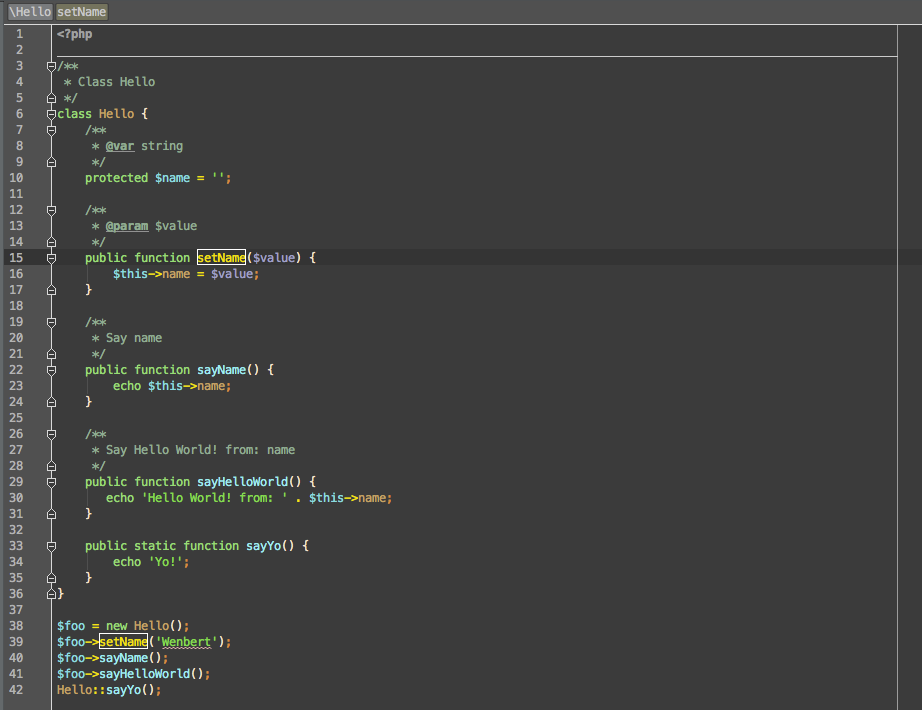 \Hello setName
1 <?php
2
3 /**
4  * Class Hello
5  */
6 class Hello {
7     /**
8      * @var string
9      */
10     protected $name = '';
11
12     /**
13      * @param $value
14      */
15     public function setName($value) {
16         $this->name = $value;
17     }
18
19     /**
20      * Say name
21      */
22     public function sayName() {
23         echo $this->name;
24     }
25
26     /**
27      * Say Hello World! from: name
28      */
29     public function sayHelloWorld() {
30        echo 'Hello World! from: ' . $this->name;
31     }
32
33     public static function sayYo() {
34         echo 'Yo!';
35     }
36 }
37
38 $foo = new Hello();
39 $foo->setName('Wenbert');
40 $foo->sayName();
41 $foo->sayHelloWorld();
42 Hello::sayYo();